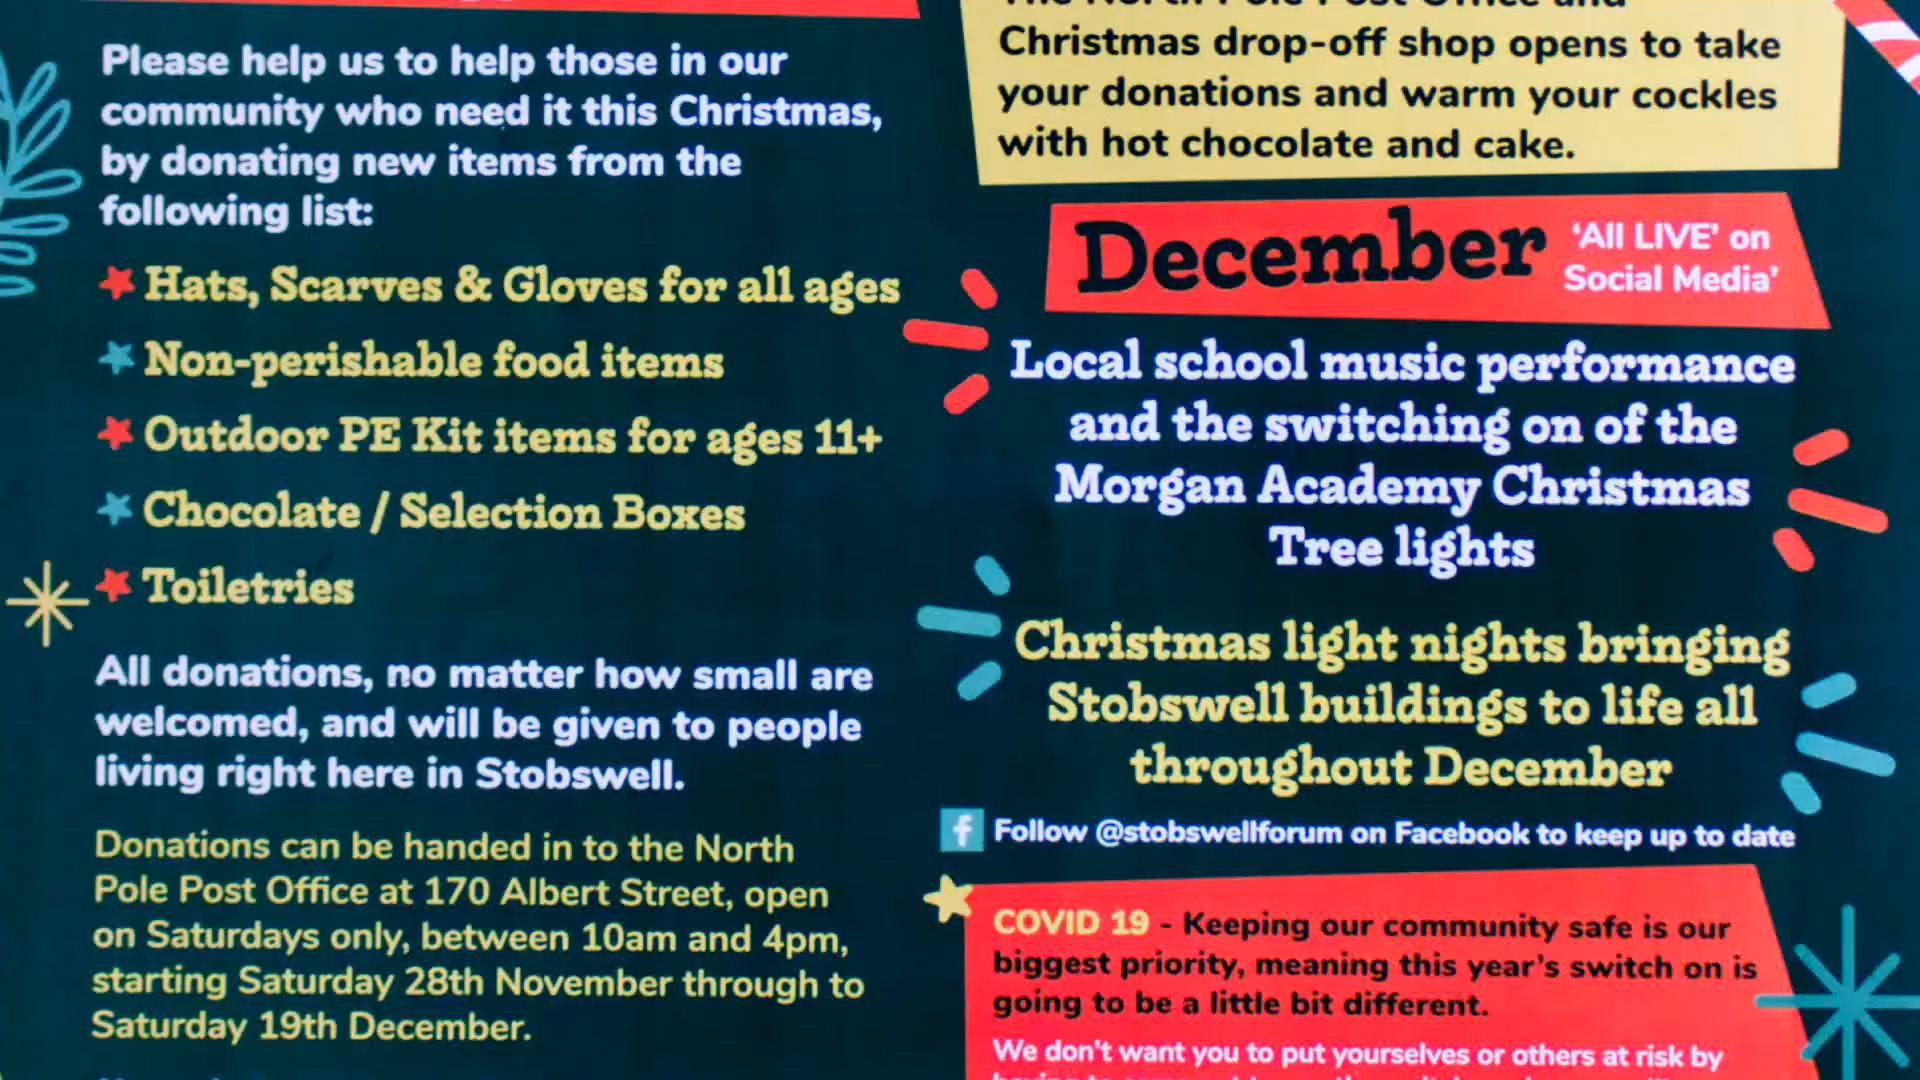 Please help us to help those in our
community who need it this Christmas,
by donating new items from the
following list:
Hats, Scarves & Gloves for all ages
Non-perishable food items
Outdoor PE Kit items for ages 11+
Chocolate / Selection Boxes
Toiletries
All donations, no matter how small are
welcomed, and will be given to people
living right here in Stobswell.
Donations can be handed in to the North
Pole Post Office at 170 Albert Street, open
on Saturdays only, between 10am and 4pm,
starting Saturday 28th November through to
Saturday 19th December.
The North Pole Post Office and
Christmas drop-off shop opens to take
your donations and warm your cockles
with hot chocolate and cake.
December
‘All LIVE’ on
Social Media’
Local school music performance
and the switching on of the
Morgan Academy Christmas
Tree lights
Christmas light nights bringing
Stobswell buildings to life all
throughout December
f Follow @stobswellforum on Facebook to keep up to date
COVID 19 - Keeping our community safe is our
biggest priority, meaning this year's switch on is
going to be a little bit different.
We don't want you to put yourselves or others at risk by